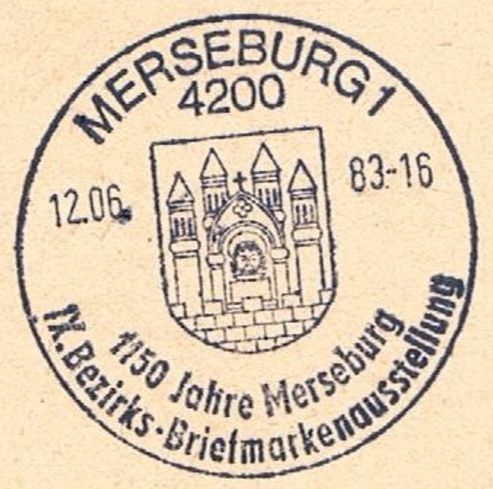 MERSEBURG 1
4200
12.06. 83-16
1150 Jahre Merseburg
IX. Bezirks-Briefmarkenausstellung